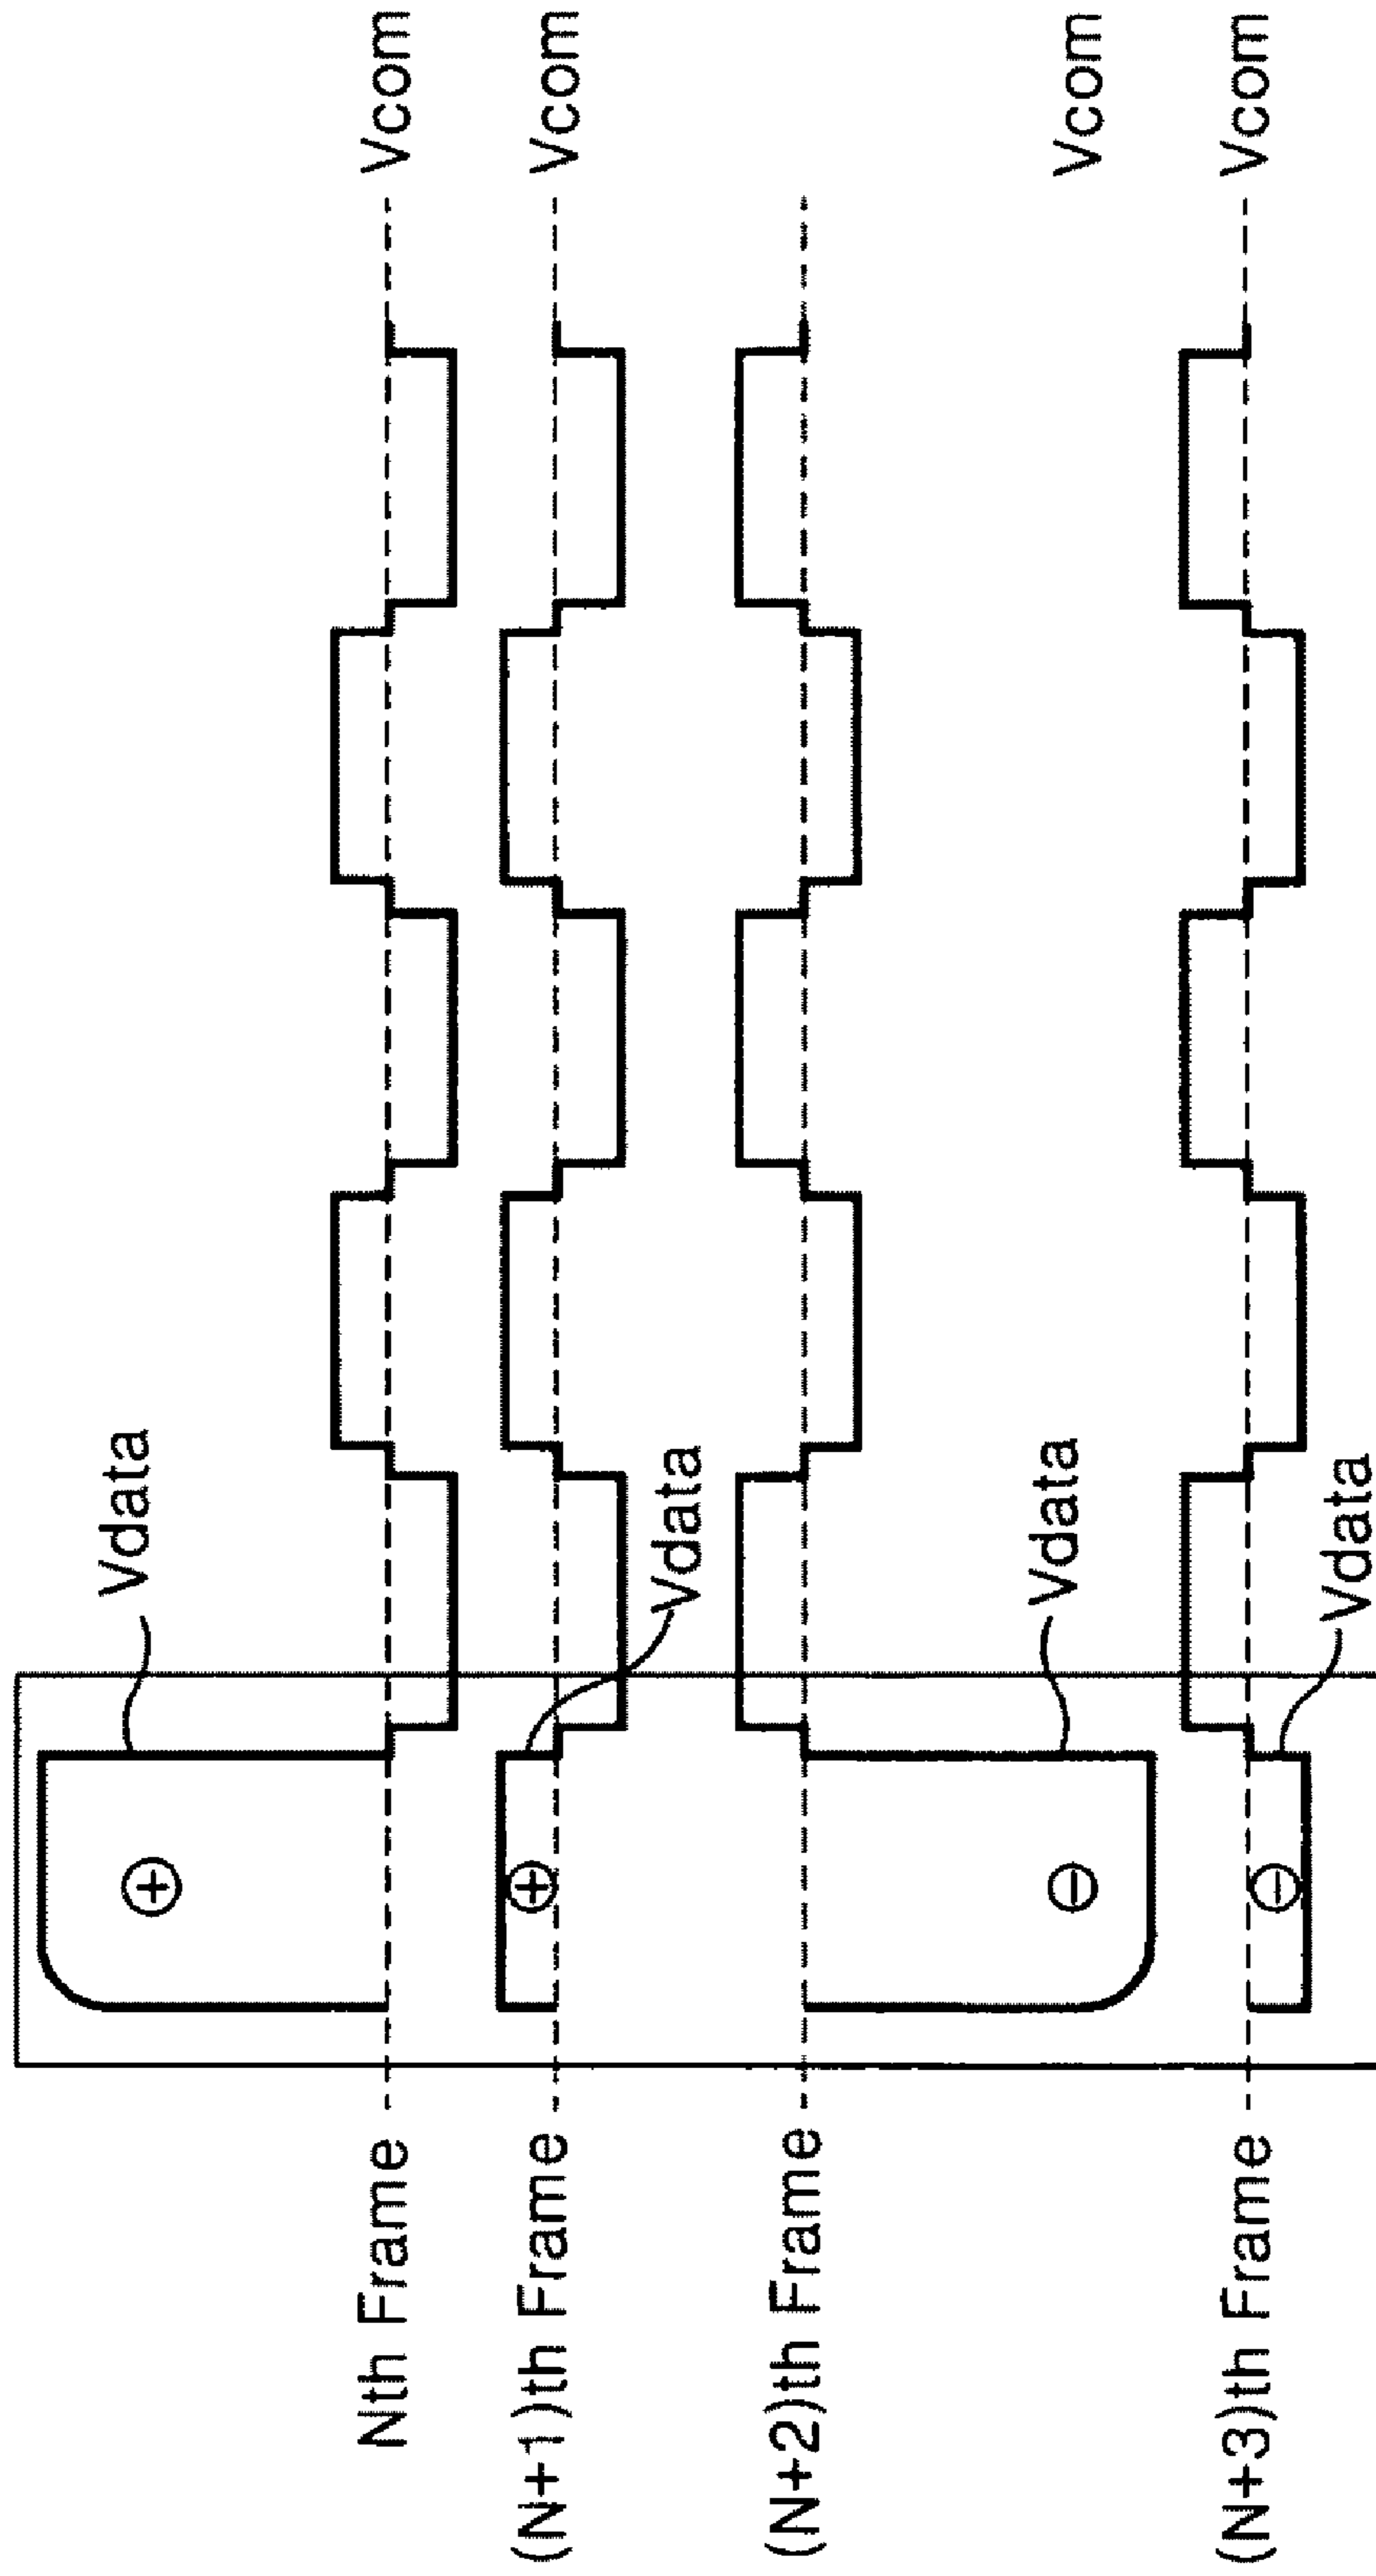 Nth Frame
Vdata
Vcom
⊕
(N+1)th Frame
Vdata
Vcom
⊕
(N+2)th Frame
Vdata
Vcom
⊖
(N+3)th Frame
Vdata
Vcom
⊖